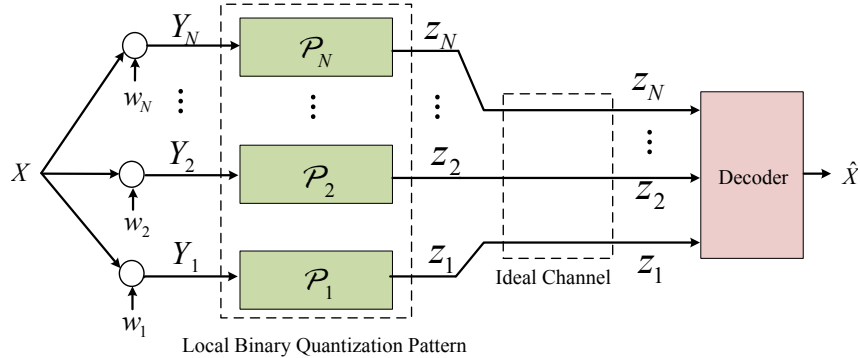 Y_N
𝒫_N
z_N
w_N
⋮
⋮
⋮
z_N
⋮
X
Y_2
𝒫_2
z_2
z_2
Decoder
X̂
w_2
Y_1
𝒫_1
z_1
z_1
Ideal Channel
w_1
Local Binary Quantization Pattern